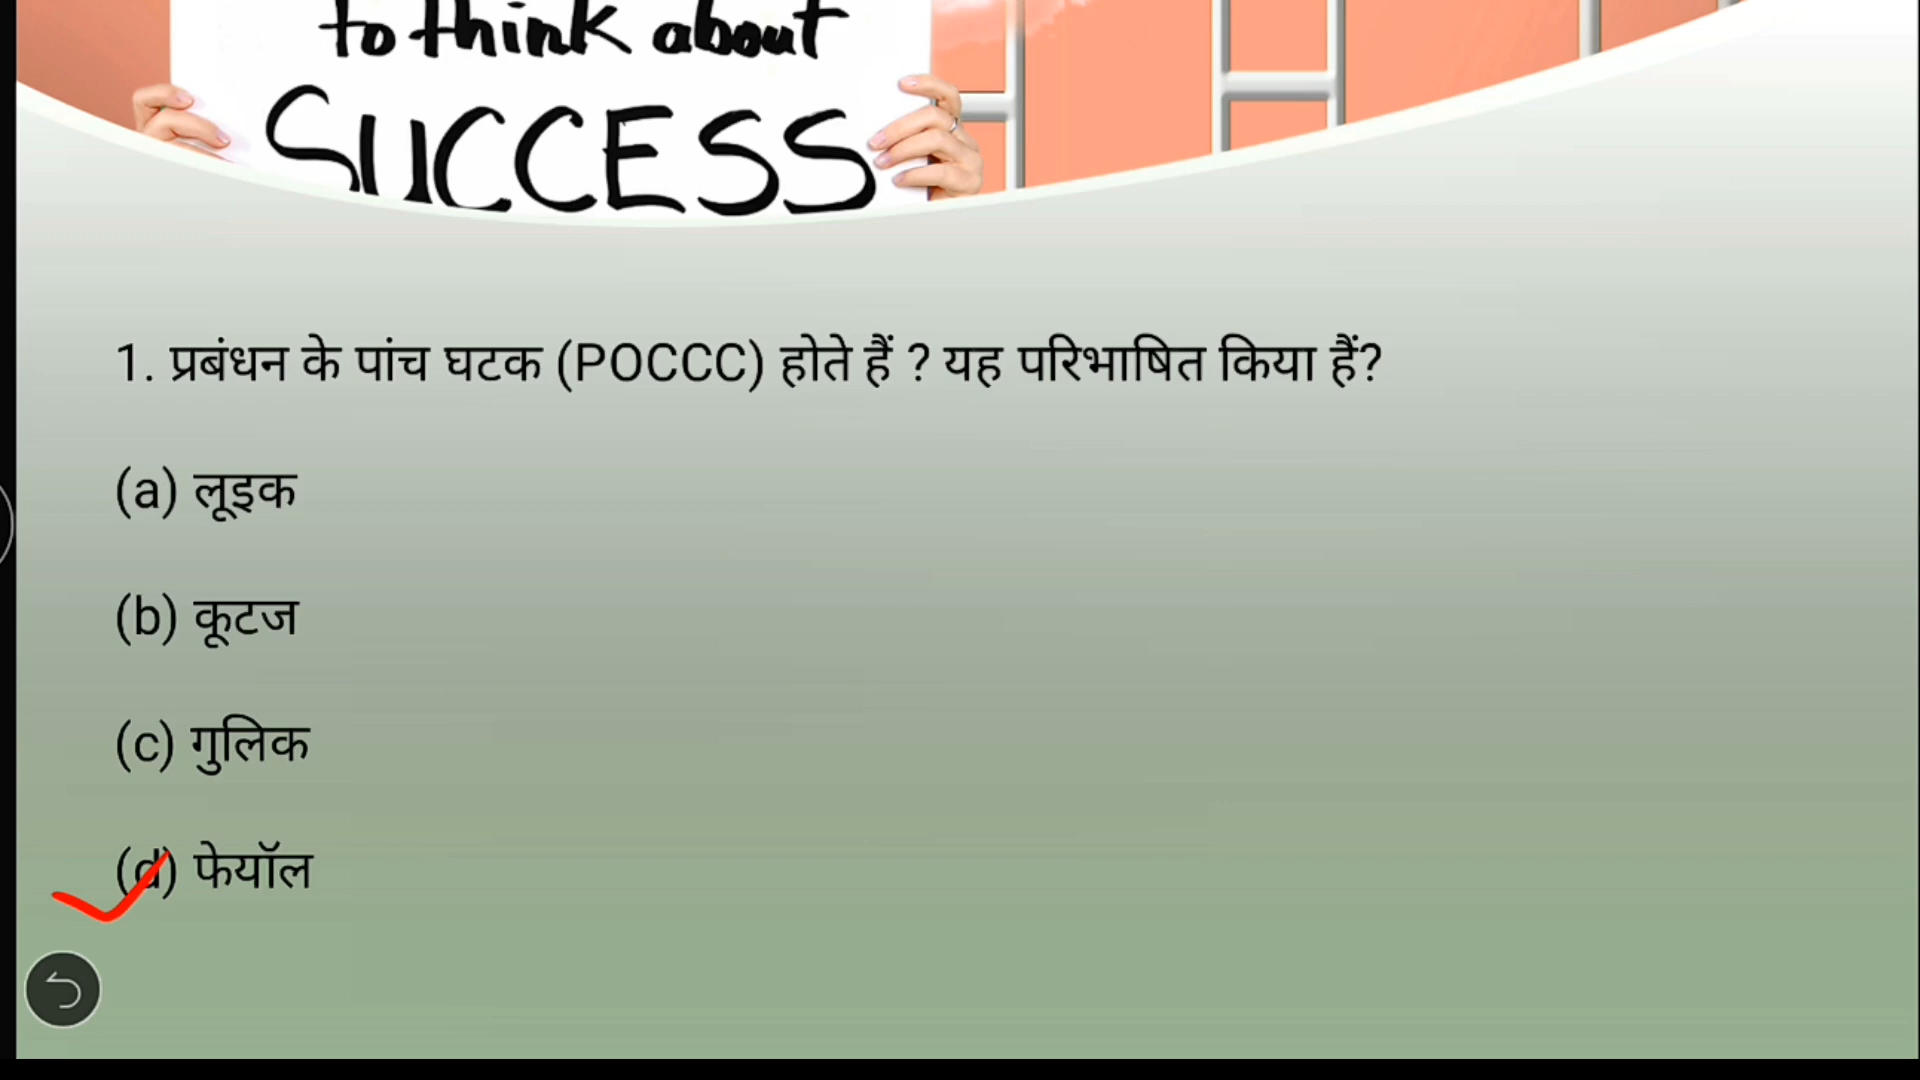 to think about
SUCCESS
1. प्रबंधन के पांच घटक (POCCC) होते हैं ? यह परिभाषित किया हैं?
(a) लूइक
(b) कूटज
(c) गुलिक
(d) फेयॉल